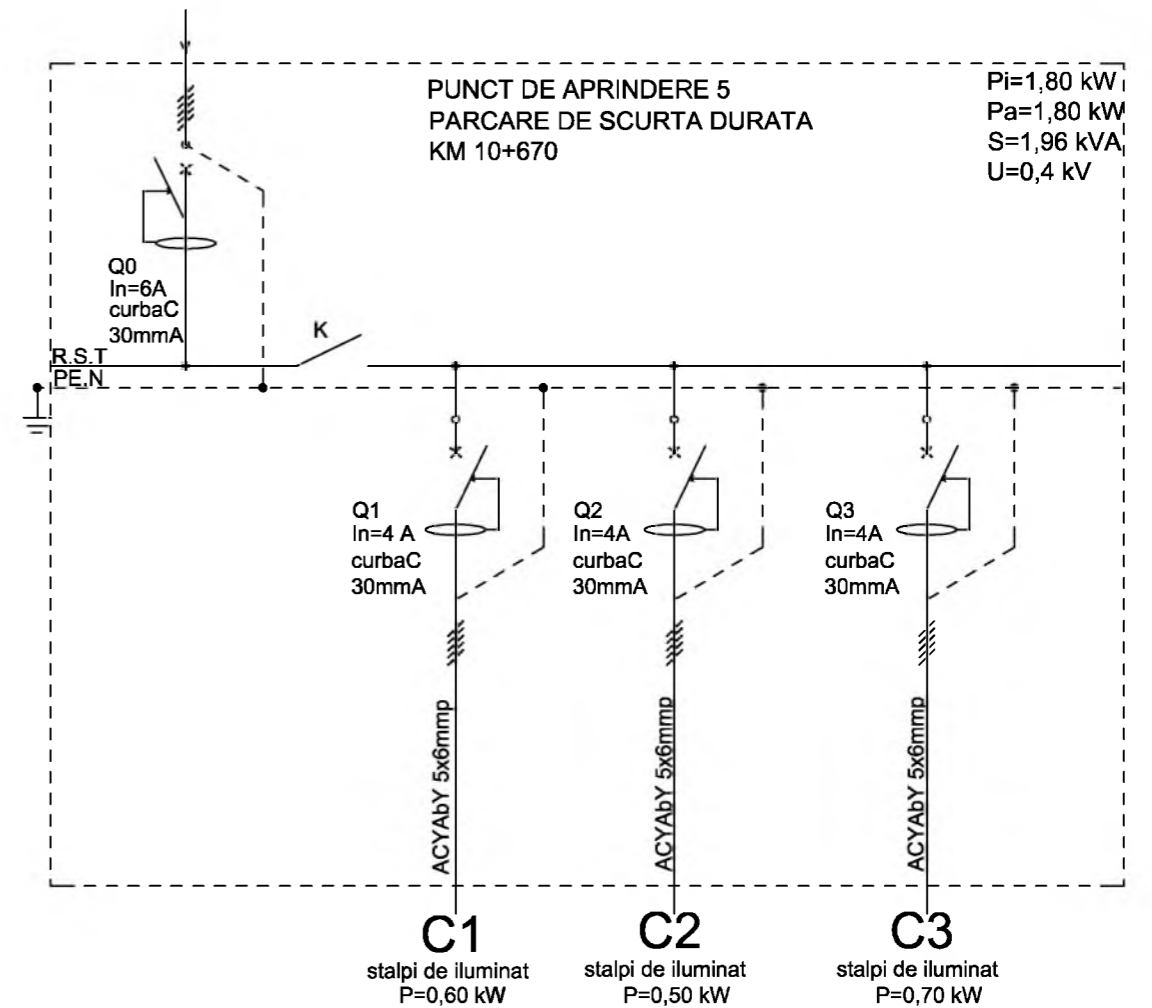 PUNCT DE APRINDERE 5
PARCARE DE SCURTA DURATA
KM 10+670
Pi=1,80 kW
Pa=1,80 kW
S=1,96 kVA
U=0,4 kV
Q0
In=6A
curbaC
30mmA
K
R.S.T
PE.N
Q1
In=4 A
curbaC
30mmA
Q2
In=4A
curbaC
30mmA
Q3
In=4A
curbaC
30mmA
ACYAbY 5x6mmp
ACYAbY 5x6mmp
ACYAbY 5x6mmp
C1
stalpi de iluminat
P=0,60 kW
C2
stalpi de iluminat
P=0,50 kW
C3
stalpi de iluminat
P=0,70 kW